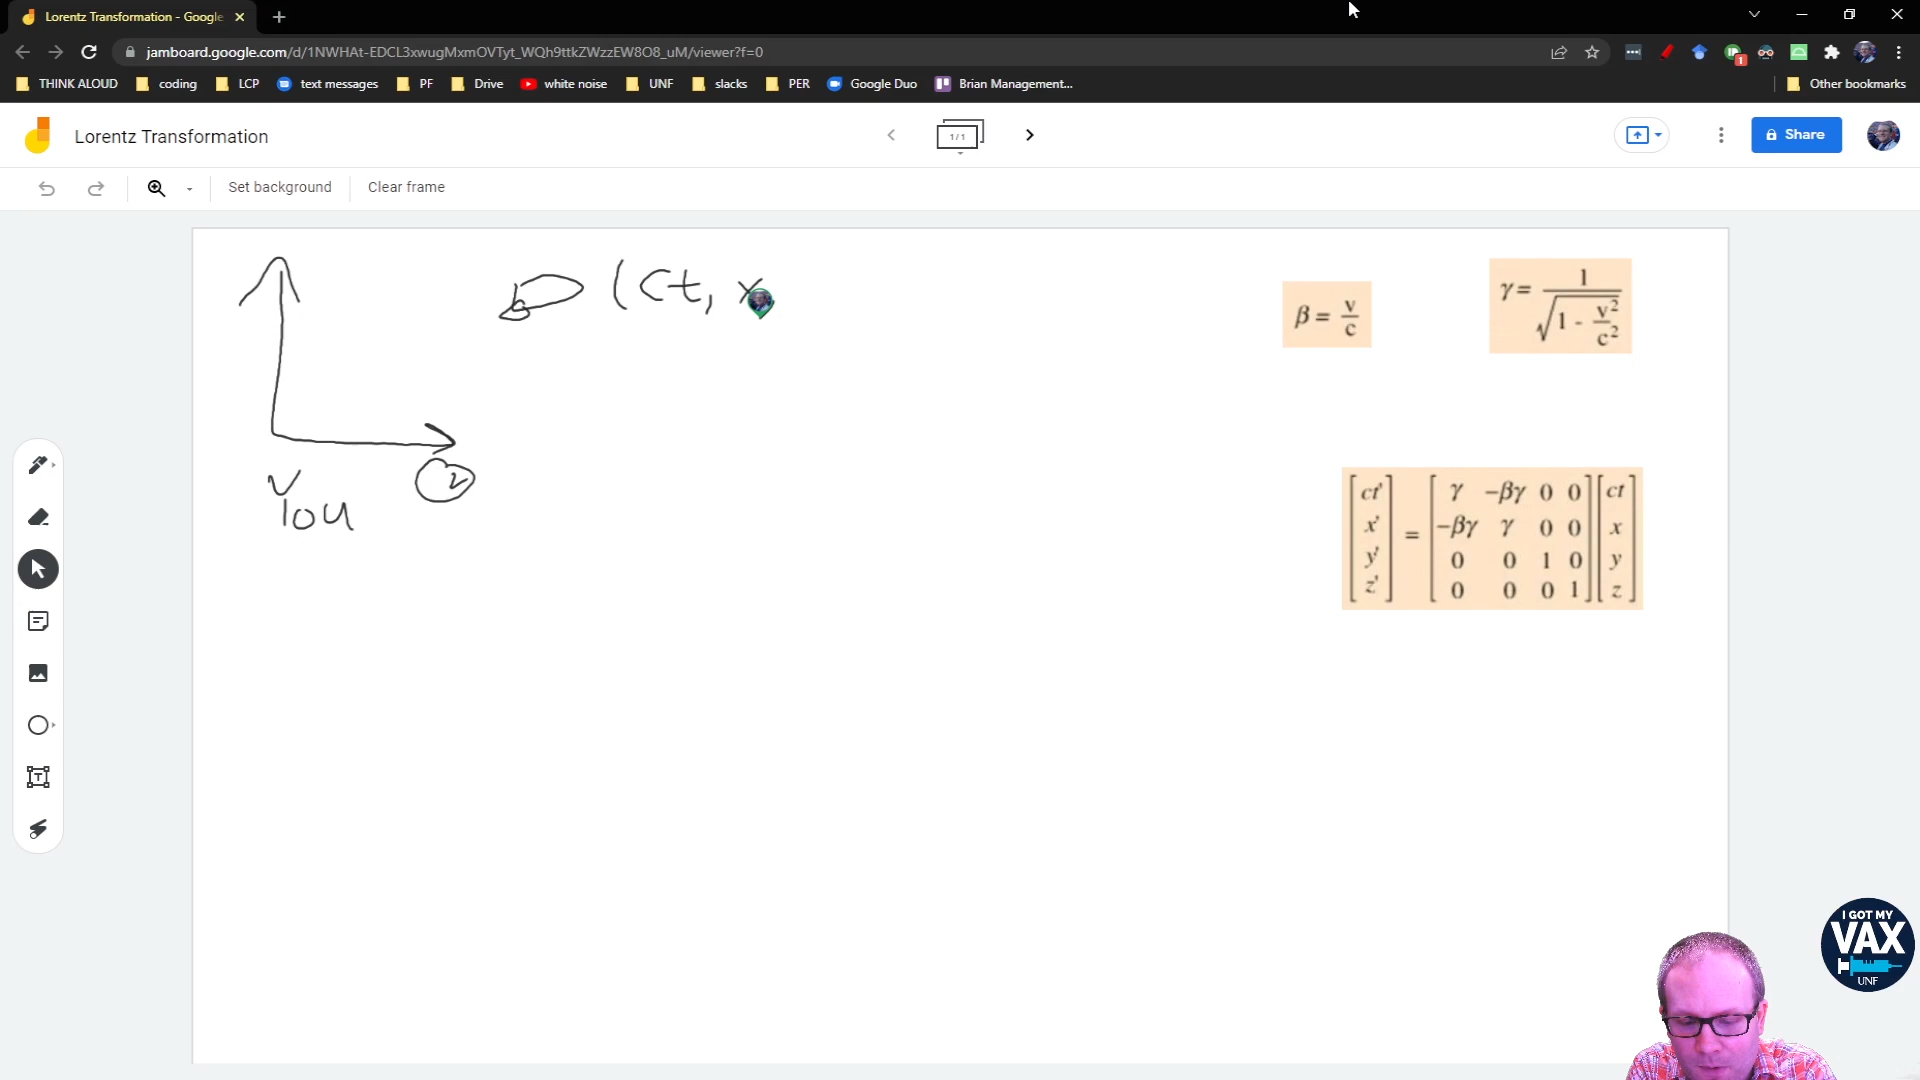 Lorentz Transformation - Google
jamboard.google.com/d/1NWHAt-EDCL3xwugMxmOVTyt_WQh9ttkZWzzEW8O8_uM/viewer?f=0
1
THINK ALOUD coding LCP text messages PF Drive white noise UNF slacks PER Google Duo Brian Management... Other bookmarks
Lorentz Transformation
1/1
Share
Set background Clear frame
(Ct, x
β = v/c
γ = 1/√(1 - v²/c²)
You
[ct' x' y' z'] = [γ -βγ 0 0; -βγ γ 0 0; 0 0 1 0; 0 0 0 1] [ct x y z]
I GOT MY
VAX
UNF